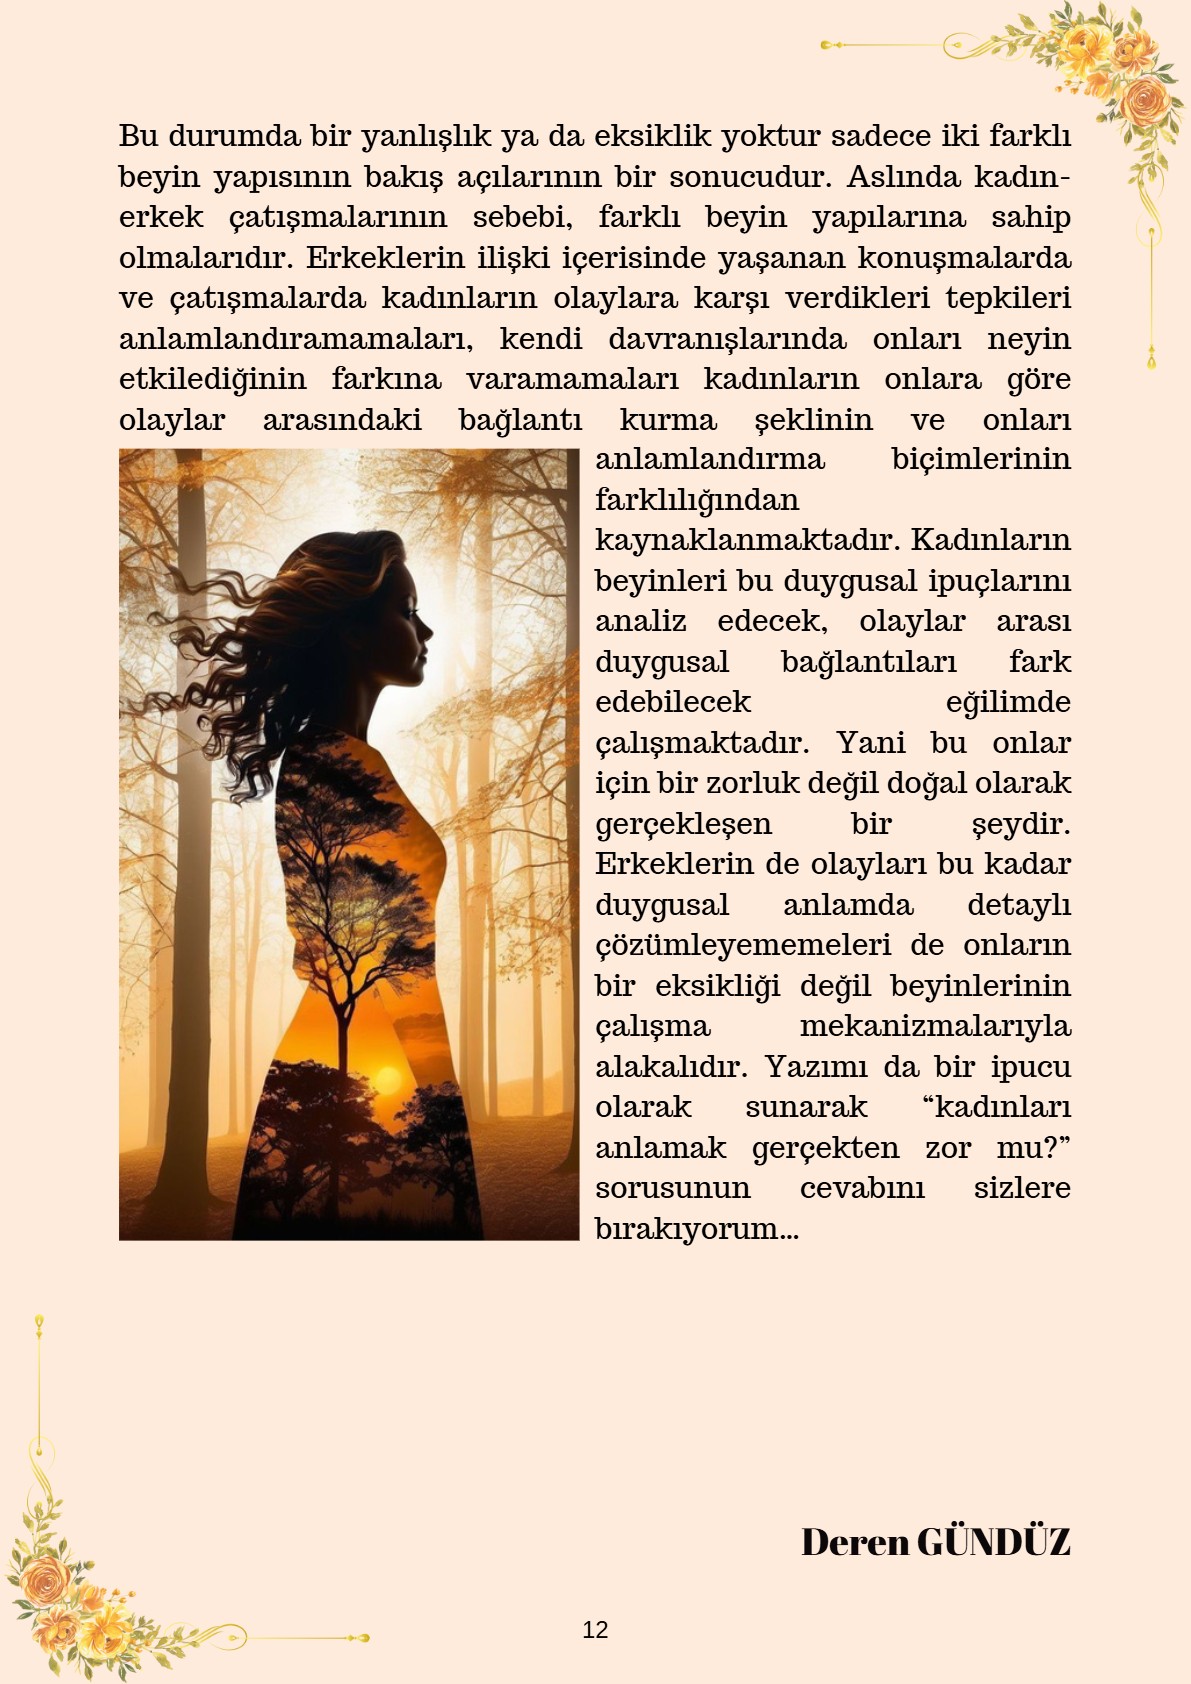 Bu durumda bir yanlışlık ya da eksiklik yoktur sadece iki farklı
beyin yapısının bakış açılarının bir sonucudur. Aslında kadın-
erkek çatışmalarının sebebi, farklı beyin yapılarına sahip
olmalarıdır. Erkeklerin ilişki içerisinde yaşanan konuşmalarda
ve çatışmalarda kadınların olaylara karşı verdikleri tepkileri
anlamlandıramamaları, kendi davranışlarında onları neyin
etkilediğinin farkına varamamaları kadınların onlara göre
olaylar arasındaki bağlantı kurma şeklinin ve onları
anlamlandırma biçimlerinin
farklılığından
kaynaklanmaktadır. Kadınların
beyinleri bu duygusal ipuçlarını
analiz edecek, olaylar arası
duygusal bağlantıları fark
edebilecek eğilimde
çalışmaktadır. Yani bu onlar
için bir zorluk değil doğal olarak
gerçekleşen bir şeydir.
Erkeklerin de olayları bu kadar
duygusal anlamda detaylı
çözümleyememeleri de onların
bir eksikliği değil beyinlerinin
çalışma mekanizmalarıyla
alakalıdır. Yazımı da bir ipucu
olarak sunarak “kadınları
anlamak gerçekten zor mu?”
sorusunun cevabını sizlere
bırakıyorum...
Deren GÜNDÜZ
12